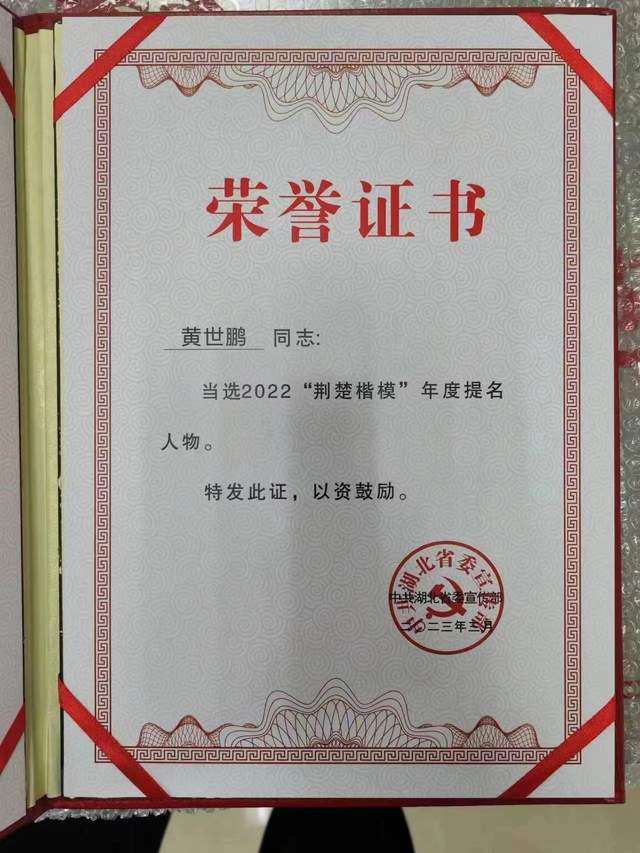 荣誉证书
黄世鹏 同志:
当选2022“荆楚楷模”年度提名
人物。
特发此证，以资鼓励。
中共湖北省委宣传部
中共湖北省委宣传部
二〇二三年三月